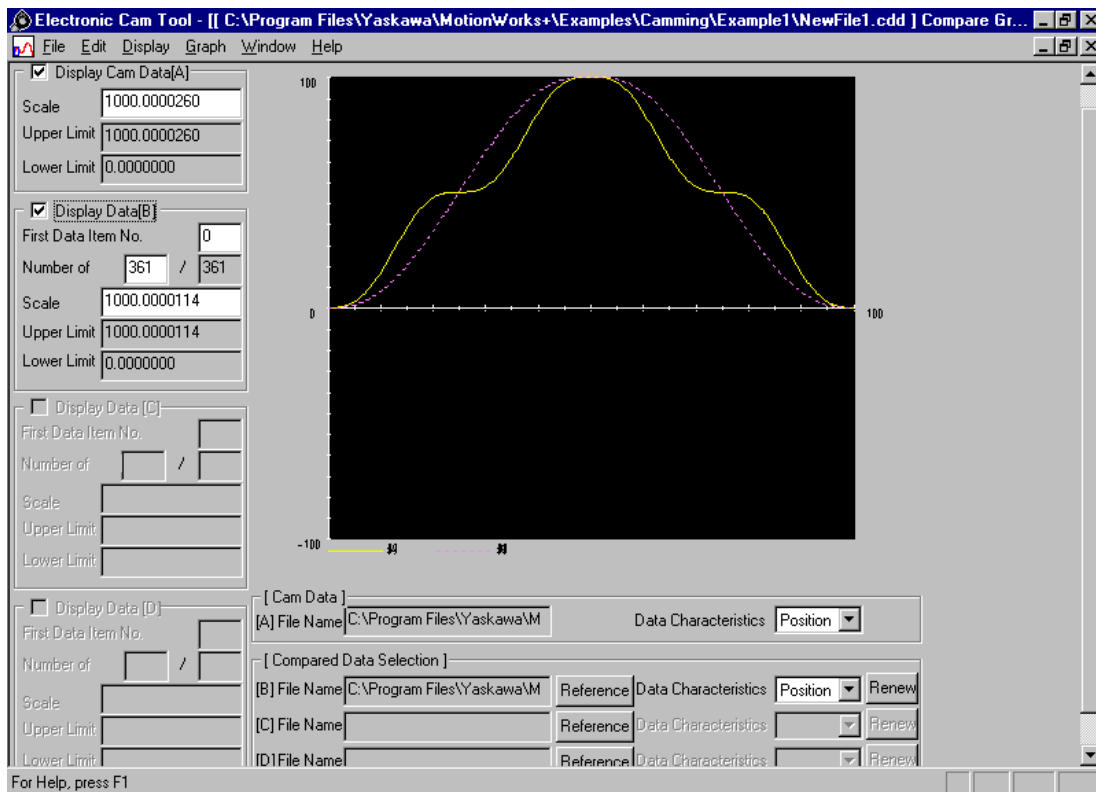 Electronic Cam Tool - [[ C:\Program Files\Yaskawa\MotionWorks+\Examples\Camming\Example1\NewFile1.cdd ] Compare Gr...
File Edit Display Graph Window Help
Display Cam Data[A]
Scale 1000.0000260
Upper Limit 1000.0000260
Lower Limit 0.0000000
Display Data[B]
First Data Item No. 0
Number of 361 / 361
Scale 1000.0000114
Upper Limit 1000.0000114
Lower Limit 0.0000000
Display Data [C]
First Data Item No.
Number of /
Scale
Upper Limit
Lower Limit
Display Data [D]
First Data Item No.
Number of /
Scale
Upper Limit
Lower Limit
100
0
100
-100
[ Cam Data ]
[A] File Name C:\Program Files\Yaskawa\M Data Characteristics Position
[ Compared Data Selection ]
[B] File Name C:\Program Files\Yaskawa\M Reference Data Characteristics Position Renew
[C] File Name Reference Data Characteristics Renew
[D] File Name Reference Data Characteristics Renew
For Help, press F1